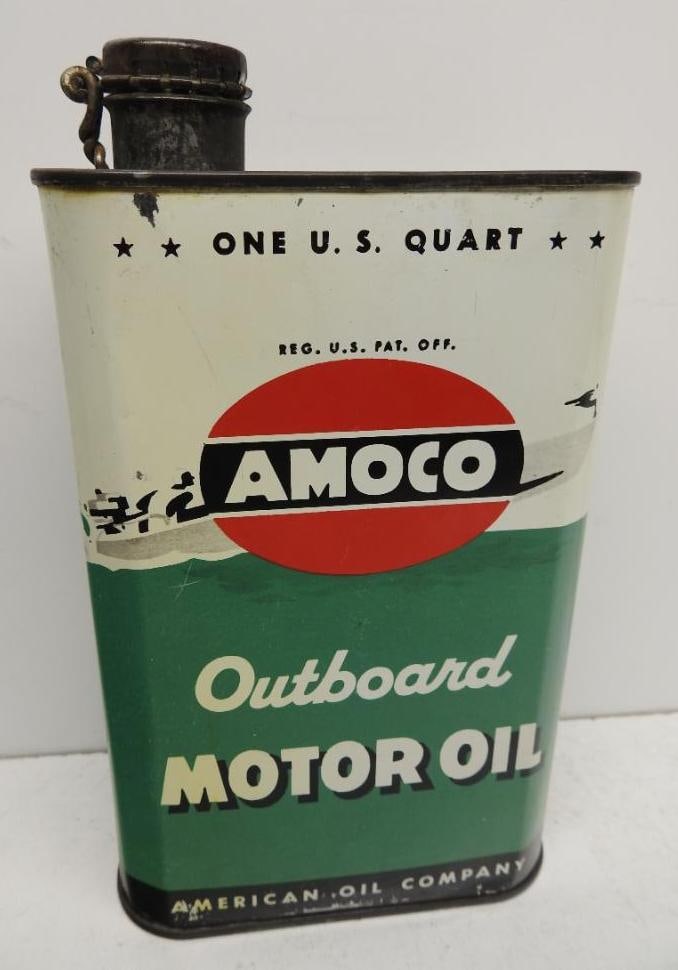 ★ ★ ONE U. S. QUART ★ ★
REG. U.S. PAT. OFF.
AMOCO
Outboard
MOTOR OIL
AMERICAN OIL COMPANY